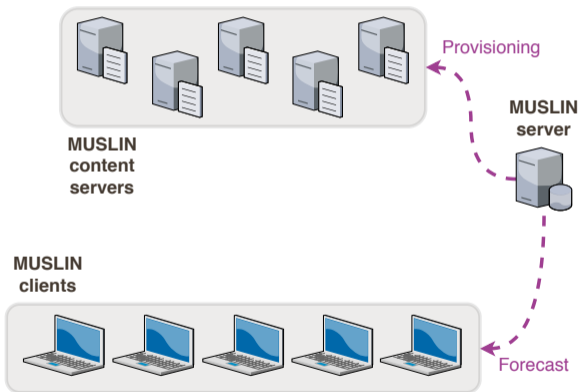 Provisioning
MUSLIN
server
MUSLIN
content
servers
MUSLIN
clients
Forecast